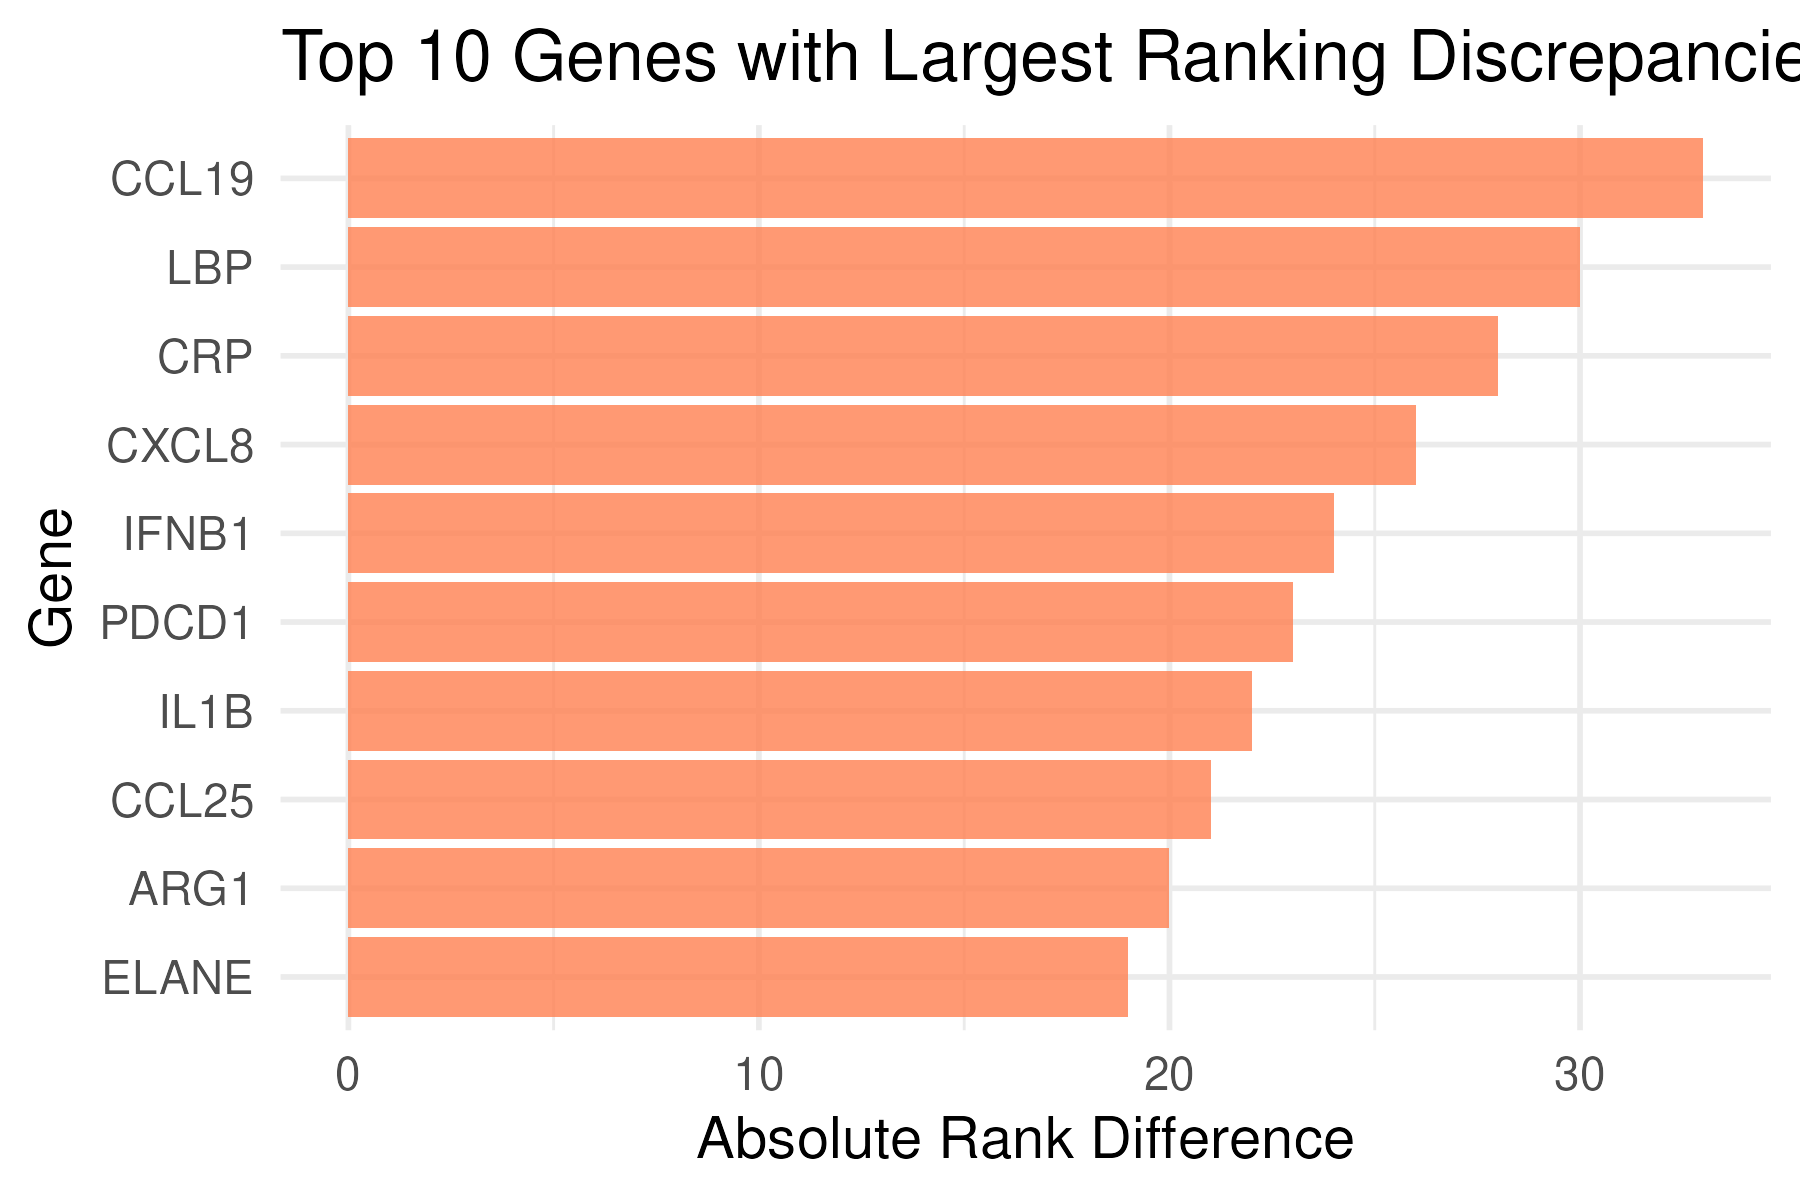 Top 10 Genes with Largest Ranking Discrepancie
CCL19
LBP
CRP
CXCL8
IFNB1
PDCD1
IL1B
CCL25
ARG1
ELANE
Gene
0 10 20 30
Absolute Rank Difference